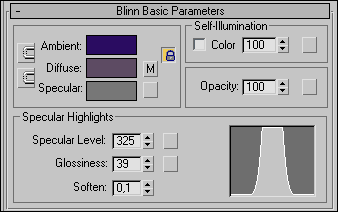 - Blinn Basic Parameters
Ambient:
Diffuse: M
Specular:
Self-Illumination
Color 100
Opacity: 100
Specular Highlights
Specular Level: 325
Glossiness: 39
Soften: 0,1